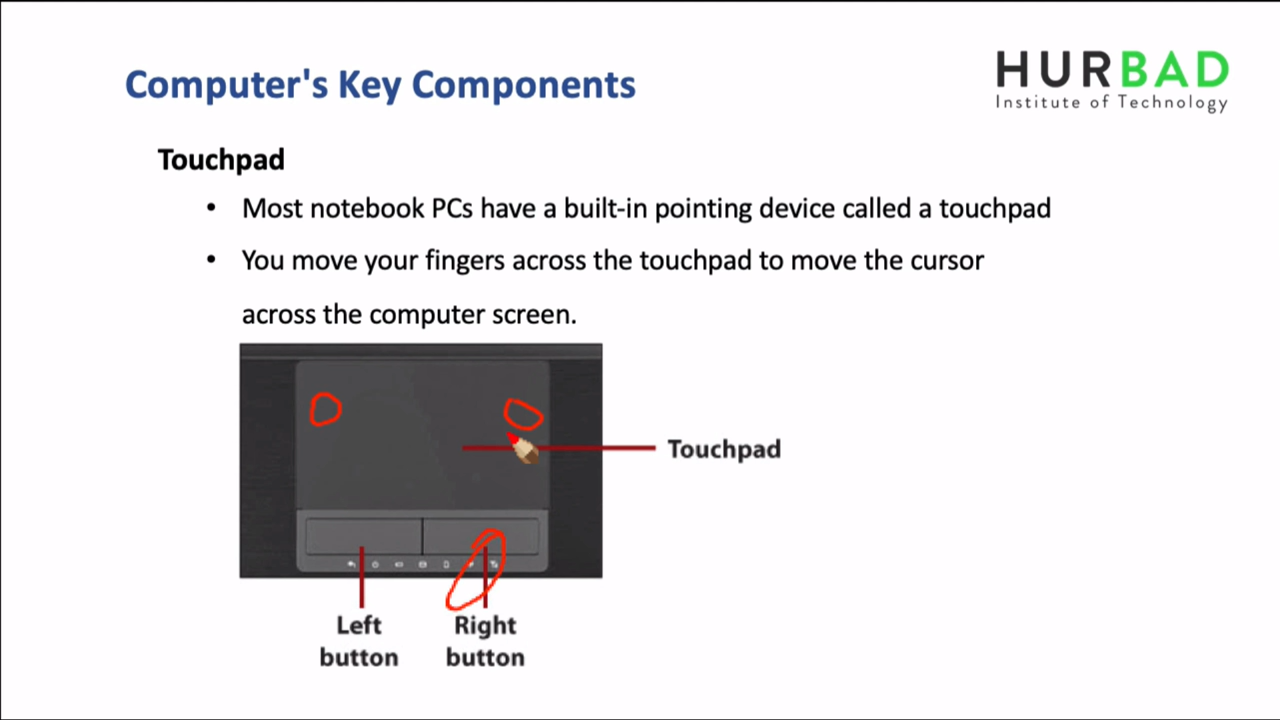 Computer's Key Components
HURBAD
Institute of Technology
Touchpad
• Most notebook PCs have a built-in pointing device called a touchpad
• You move your fingers across the touchpad to move the cursor
across the computer screen.
Touchpad
Left
button
Right
button